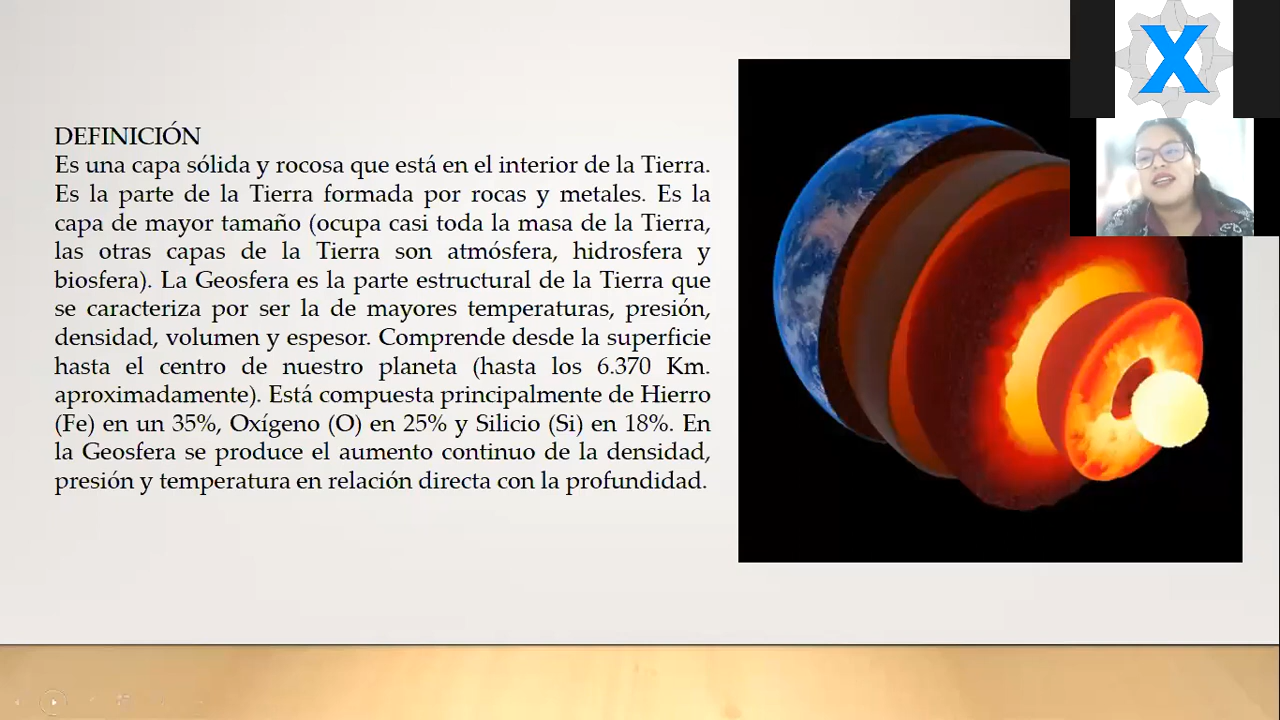 DEFINICIÓN
Es una capa sólida y rocosa que está en el interior de la Tierra.
Es la parte de la Tierra formada por rocas y metales. Es la
capa de mayor tamaño (ocupa casi toda la masa de la Tierra,
las otras capas de la Tierra son atmósfera, hidrosfera y
biosfera). La Geosfera es la parte estructural de la Tierra que
se caracteriza por ser la de mayores temperaturas, presión,
densidad, volumen y espesor. Comprende desde la superficie
hasta el centro de nuestro planeta (hasta los 6.370 Km.
aproximadamente). Está compuesta principalmente de Hierro
(Fe) en un 35%, Oxígeno (O) en 25% y Silicio (Si) en 18%. En
la Geosfera se produce el aumento continuo de la densidad,
presión y temperatura en relación directa con la profundidad.
X